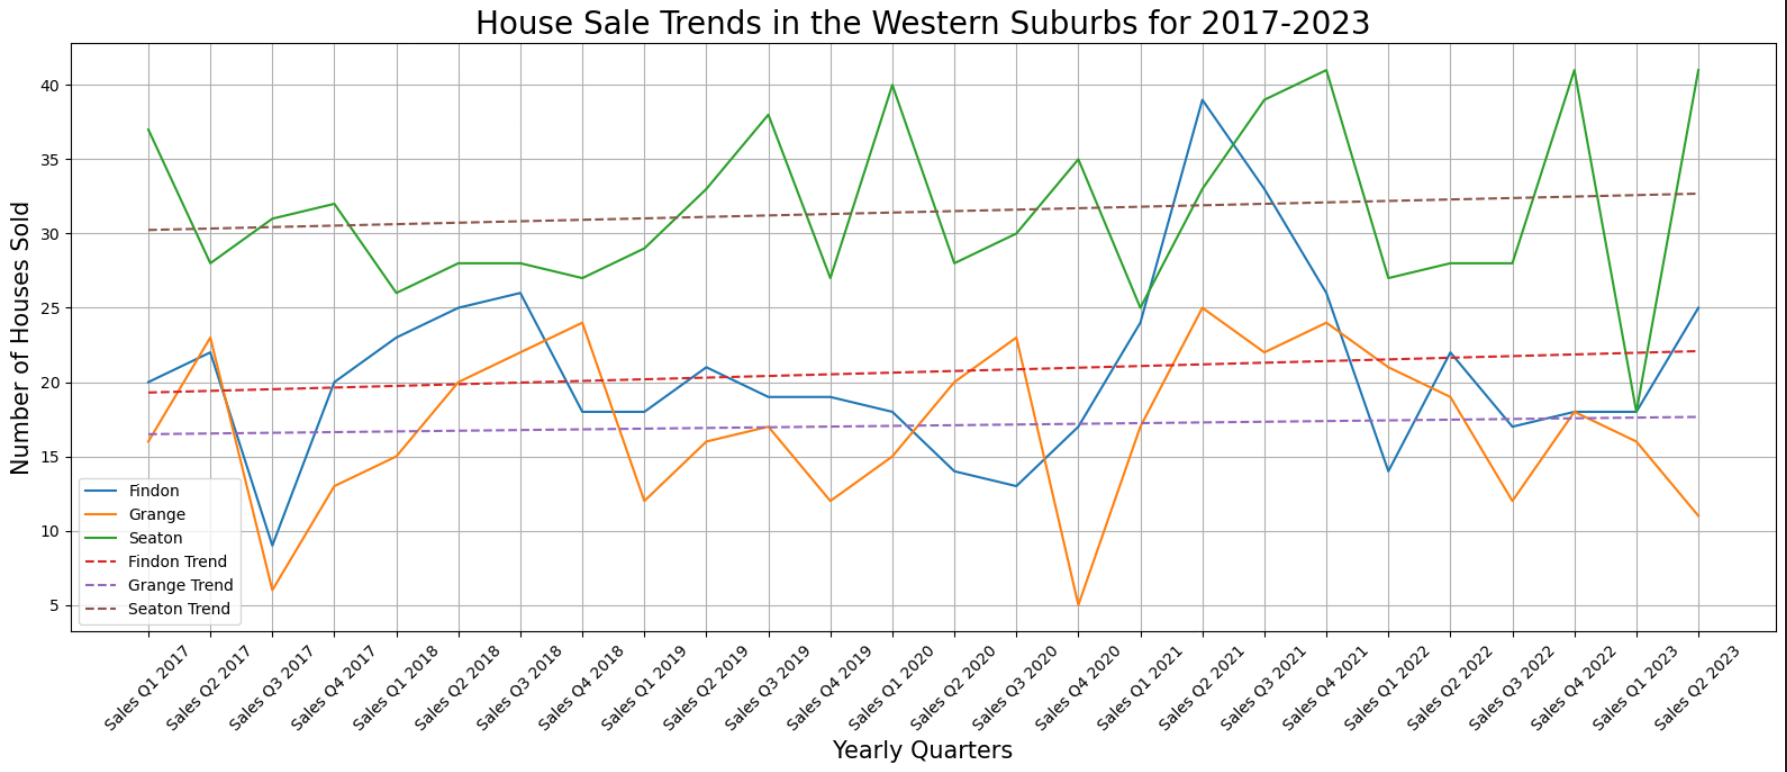 House Sale Trends in the Western Suburbs for 2017-2023
Number of Houses Sold
40
35
30
25
20
15
10
5
Findon
Grange
Seaton
Findon Trend
Grange Trend
Seaton Trend
Sales Q1 2017
Sales Q2 2017
Sales Q3 2017
Sales Q4 2017
Sales Q1 2018
Sales Q2 2018
Sales Q3 2018
Sales Q4 2018
Sales Q1 2019
Sales Q2 2019
Sales Q3 2019
Sales Q4 2019
Sales Q1 2020
Sales Q2 2020
Sales Q3 2020
Sales Q4 2020
Sales Q1 2021
Sales Q2 2021
Sales Q3 2021
Sales Q4 2021
Sales Q1 2022
Sales Q2 2022
Sales Q3 2022
Sales Q4 2022
Sales Q1 2023
Sales Q2 2023
Yearly Quarters